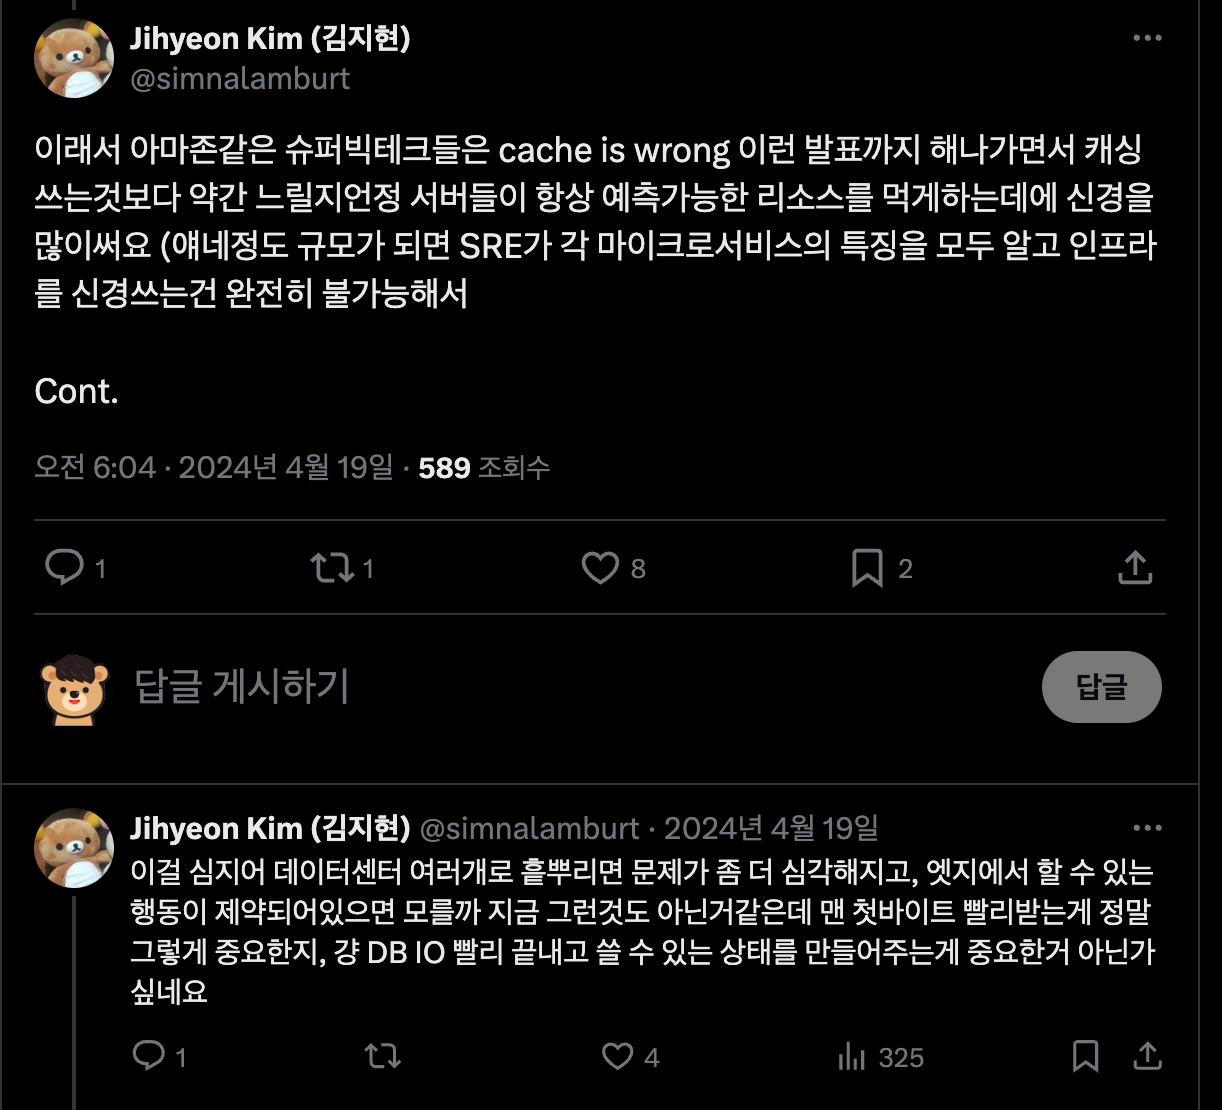 Jihyeon Kim (김지현)
@simnalamburt
이래서 아마존같은 슈퍼빅테크들은 cache is wrong 이런 발표까지 해나가면서 캐싱
쓰는것보다 약간 느릴지언정 서버들이 항상 예측가능한 리소스를 먹게하는데에 신경을
많이써요 (얘네정도 규모가 되면 SRE가 각 마이크로서비스의 특징을 모두 알고 인프라
를 신경쓰는건 완전히 불가능해서
Cont.
오전 6:04 · 2024년 4월 19일 · 589 조회수
1 1 8 2
답글 게시하기
답글
Jihyeon Kim (김지현) @simnalamburt · 2024년 4월 19일
이걸 심지어 데이터센터 여러개로 흩뿌리면 문제가 좀 더 심각해지고, 엣지에서 할 수 있는
행동이 제약되어있으면 모를까 지금 그런것도 아닌거같은데 맨 첫바이트 빨리받는게 정말
그렇게 중요한지, 걍 DB IO 빨리 끝내고 쓸 수 있는 상태를 만들어주는게 중요한거 아닌가
싶네요
1 4 325